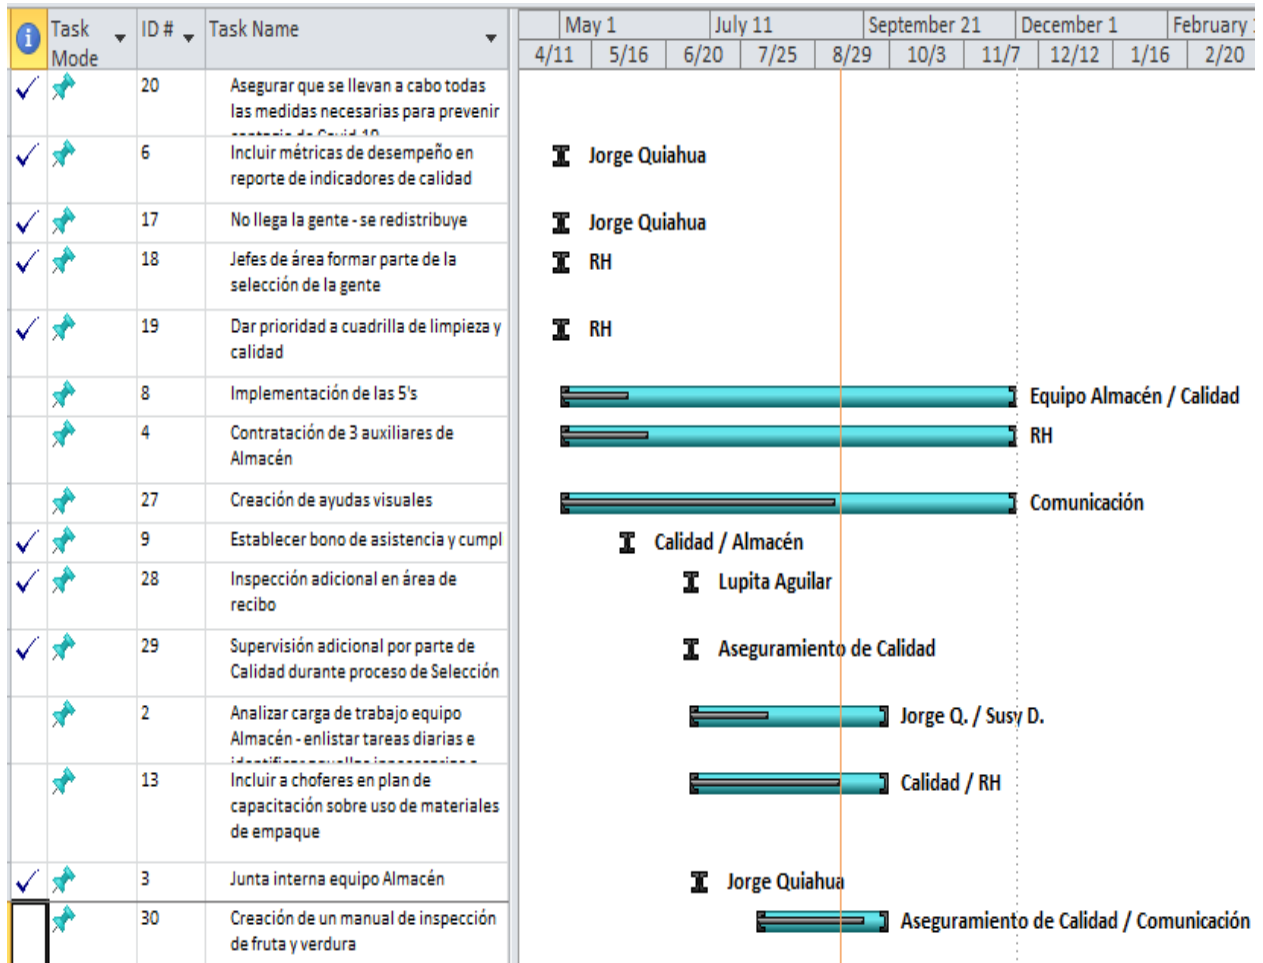 Task Mode
ID #
Task Name
May 1
July 11
September 21
December 1
February
4/11
5/16
6/20
7/25
8/29
10/3
11/7
12/12
1/16
2/20
20
Asegurar que se llevan a cabo todas
las medidas necesarias para prevenir
contagio de Covid 19
6
Incluir métricas de desempeño en
reporte de indicadores de calidad
Jorge Quiahua
17
No llega la gente - se redistribuye
Jorge Quiahua
18
Jefes de área formar parte de la
selección de la gente
RH
19
Dar prioridad a cuadrilla de limpieza y
calidad
RH
8
Implementación de las 5's
Equipo Almacén / Calidad
4
Contratación de 3 auxiliares de
Almacén
RH
27
Creación de ayudas visuales
Comunicación
9
Establecer bono de asistencia y cumpl
Calidad / Almacén
28
Inspección adicional en área de
recibo
Lupita Aguilar
29
Supervisión adicional por parte de
Calidad durante proceso de Selección
Aseguramiento de Calidad
2
Analizar carga de trabajo equipo
Almacén - enlistar tareas diarias e
Jorge Q. / Susy D.
13
Incluir a choferes en plan de
capacitación sobre uso de materiales
de empaque
Calidad / RH
3
Junta interna equipo Almacén
Jorge Quiahua
30
Creación de un manual de inspección
de fruta y verdura
Aseguramiento de Calidad / Comunicación